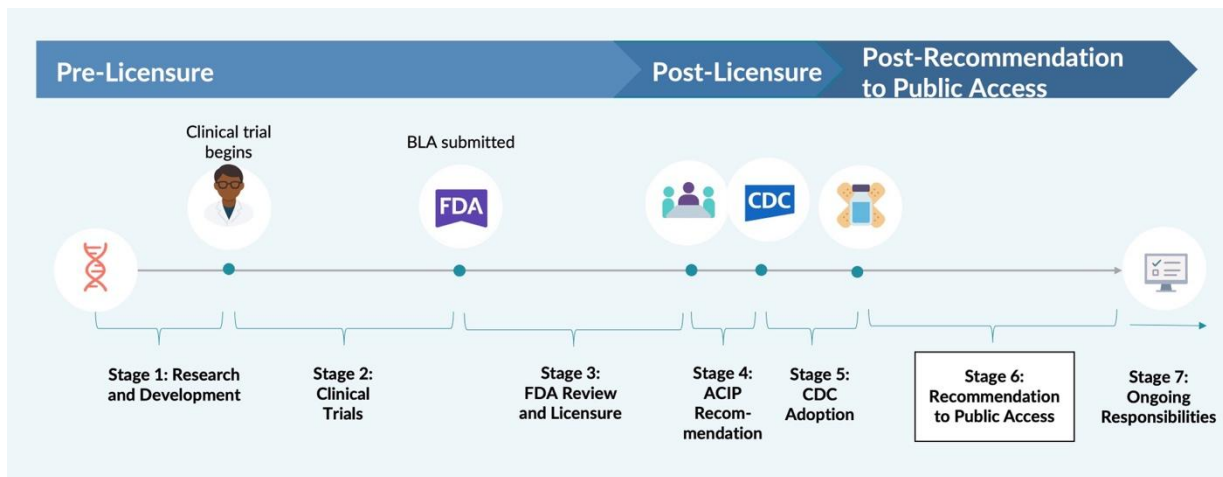 Pre-Licensure
Post-Licensure
Post-Recommendation
to Public Access
Clinical trial
begins
BLA submitted
FDA
CDC
Stage 1: Research
and Development
Stage 2:
Clinical
Trials
Stage 3:
FDA Review
and Licensure
Stage 4:
ACIP
Recom-
mendation
Stage 5:
CDC
Adoption
Stage 6:
Recommendation
to Public Access
Stage 7:
Ongoing
Responsibilities